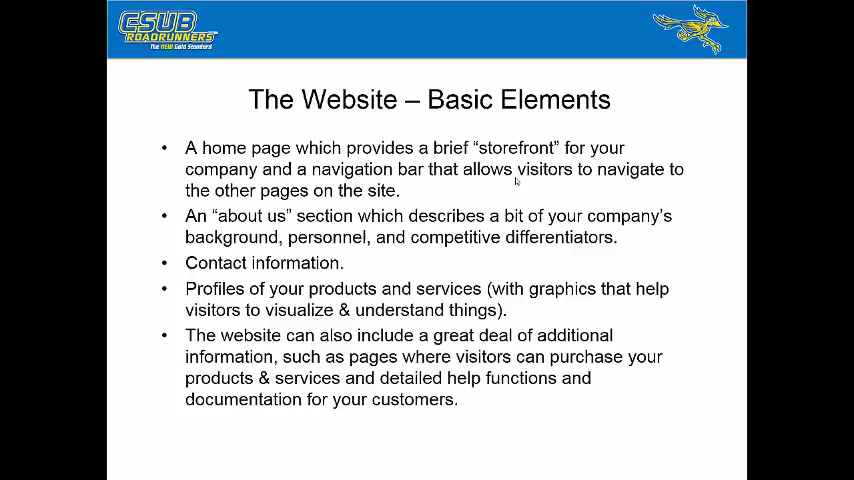 CSUB
ROADRUNNERS
The NEW Gold Standard
The Website – Basic Elements
• A home page which provides a brief “storefront” for your
company and a navigation bar that allows visitors to navigate to
the other pages on the site.
• An “about us” section which describes a bit of your company’s
background, personnel, and competitive differentiators.
• Contact information.
• Profiles of your products and services (with graphics that help
visitors to visualize & understand things).
• The website can also include a great deal of additional
information, such as pages where visitors can purchase your
products & services and detailed help functions and
documentation for your customers.